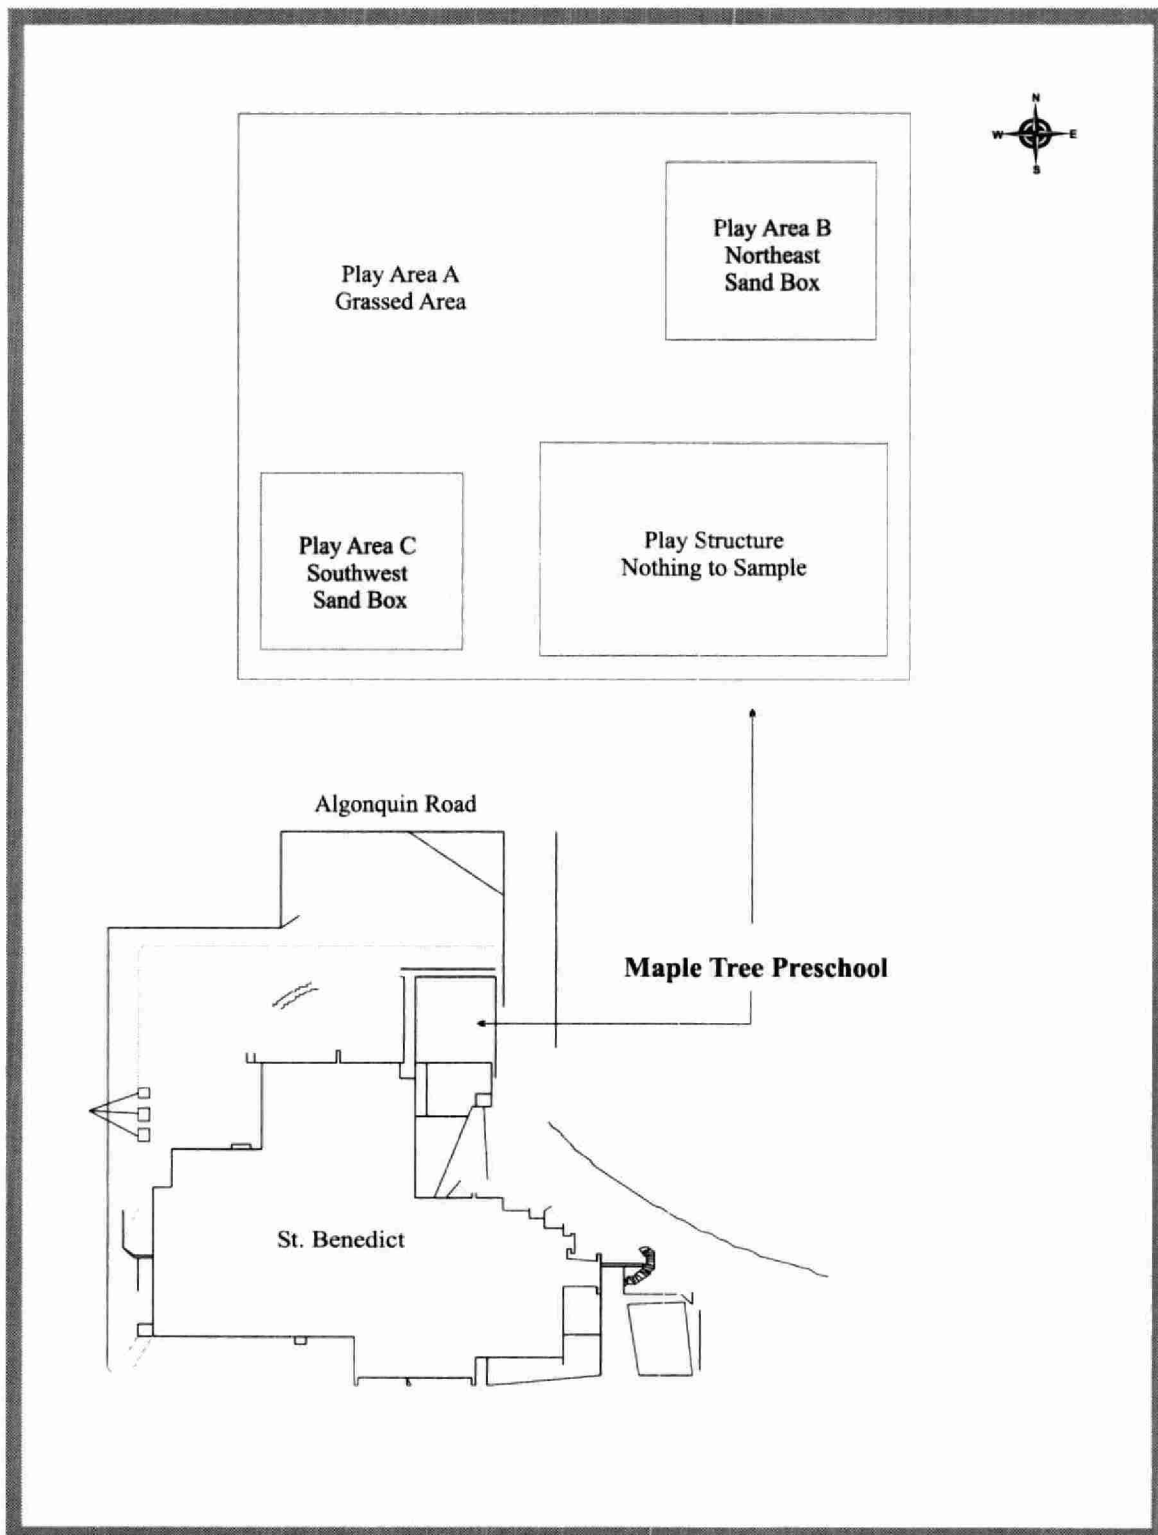 N
W E
S
Play Area B
Northeast
Sand Box
Play Area A
Grassed Area
Play Area C
Southwest
Sand Box
Play Structure
Nothing to Sample
Algonquin Road
Maple Tree Preschool
St. Benedict